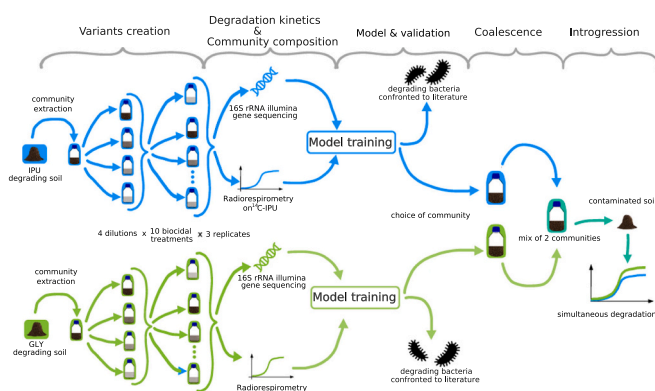 Variants creation
Degradation kinetics
&
Community composition
Model & validation
Coalescence
Introgression
community
extraction
IPU
degrading soil
16S rRNA illumina
gene sequencing
Radiorespirometry
on¹⁴C-IPU
Model training
degrading bacteria
confronted to literature
4 dilutions x 10 biocidal treatments x 3 replicates
choice of community
mix of 2 communities
contaminated soi
simultaneous degradation
community
extraction
GLY
degrading soil
16S rRNA illumina
gene sequencing
Radiorespirometry
Model training
degrading bacteria
confronted to literature